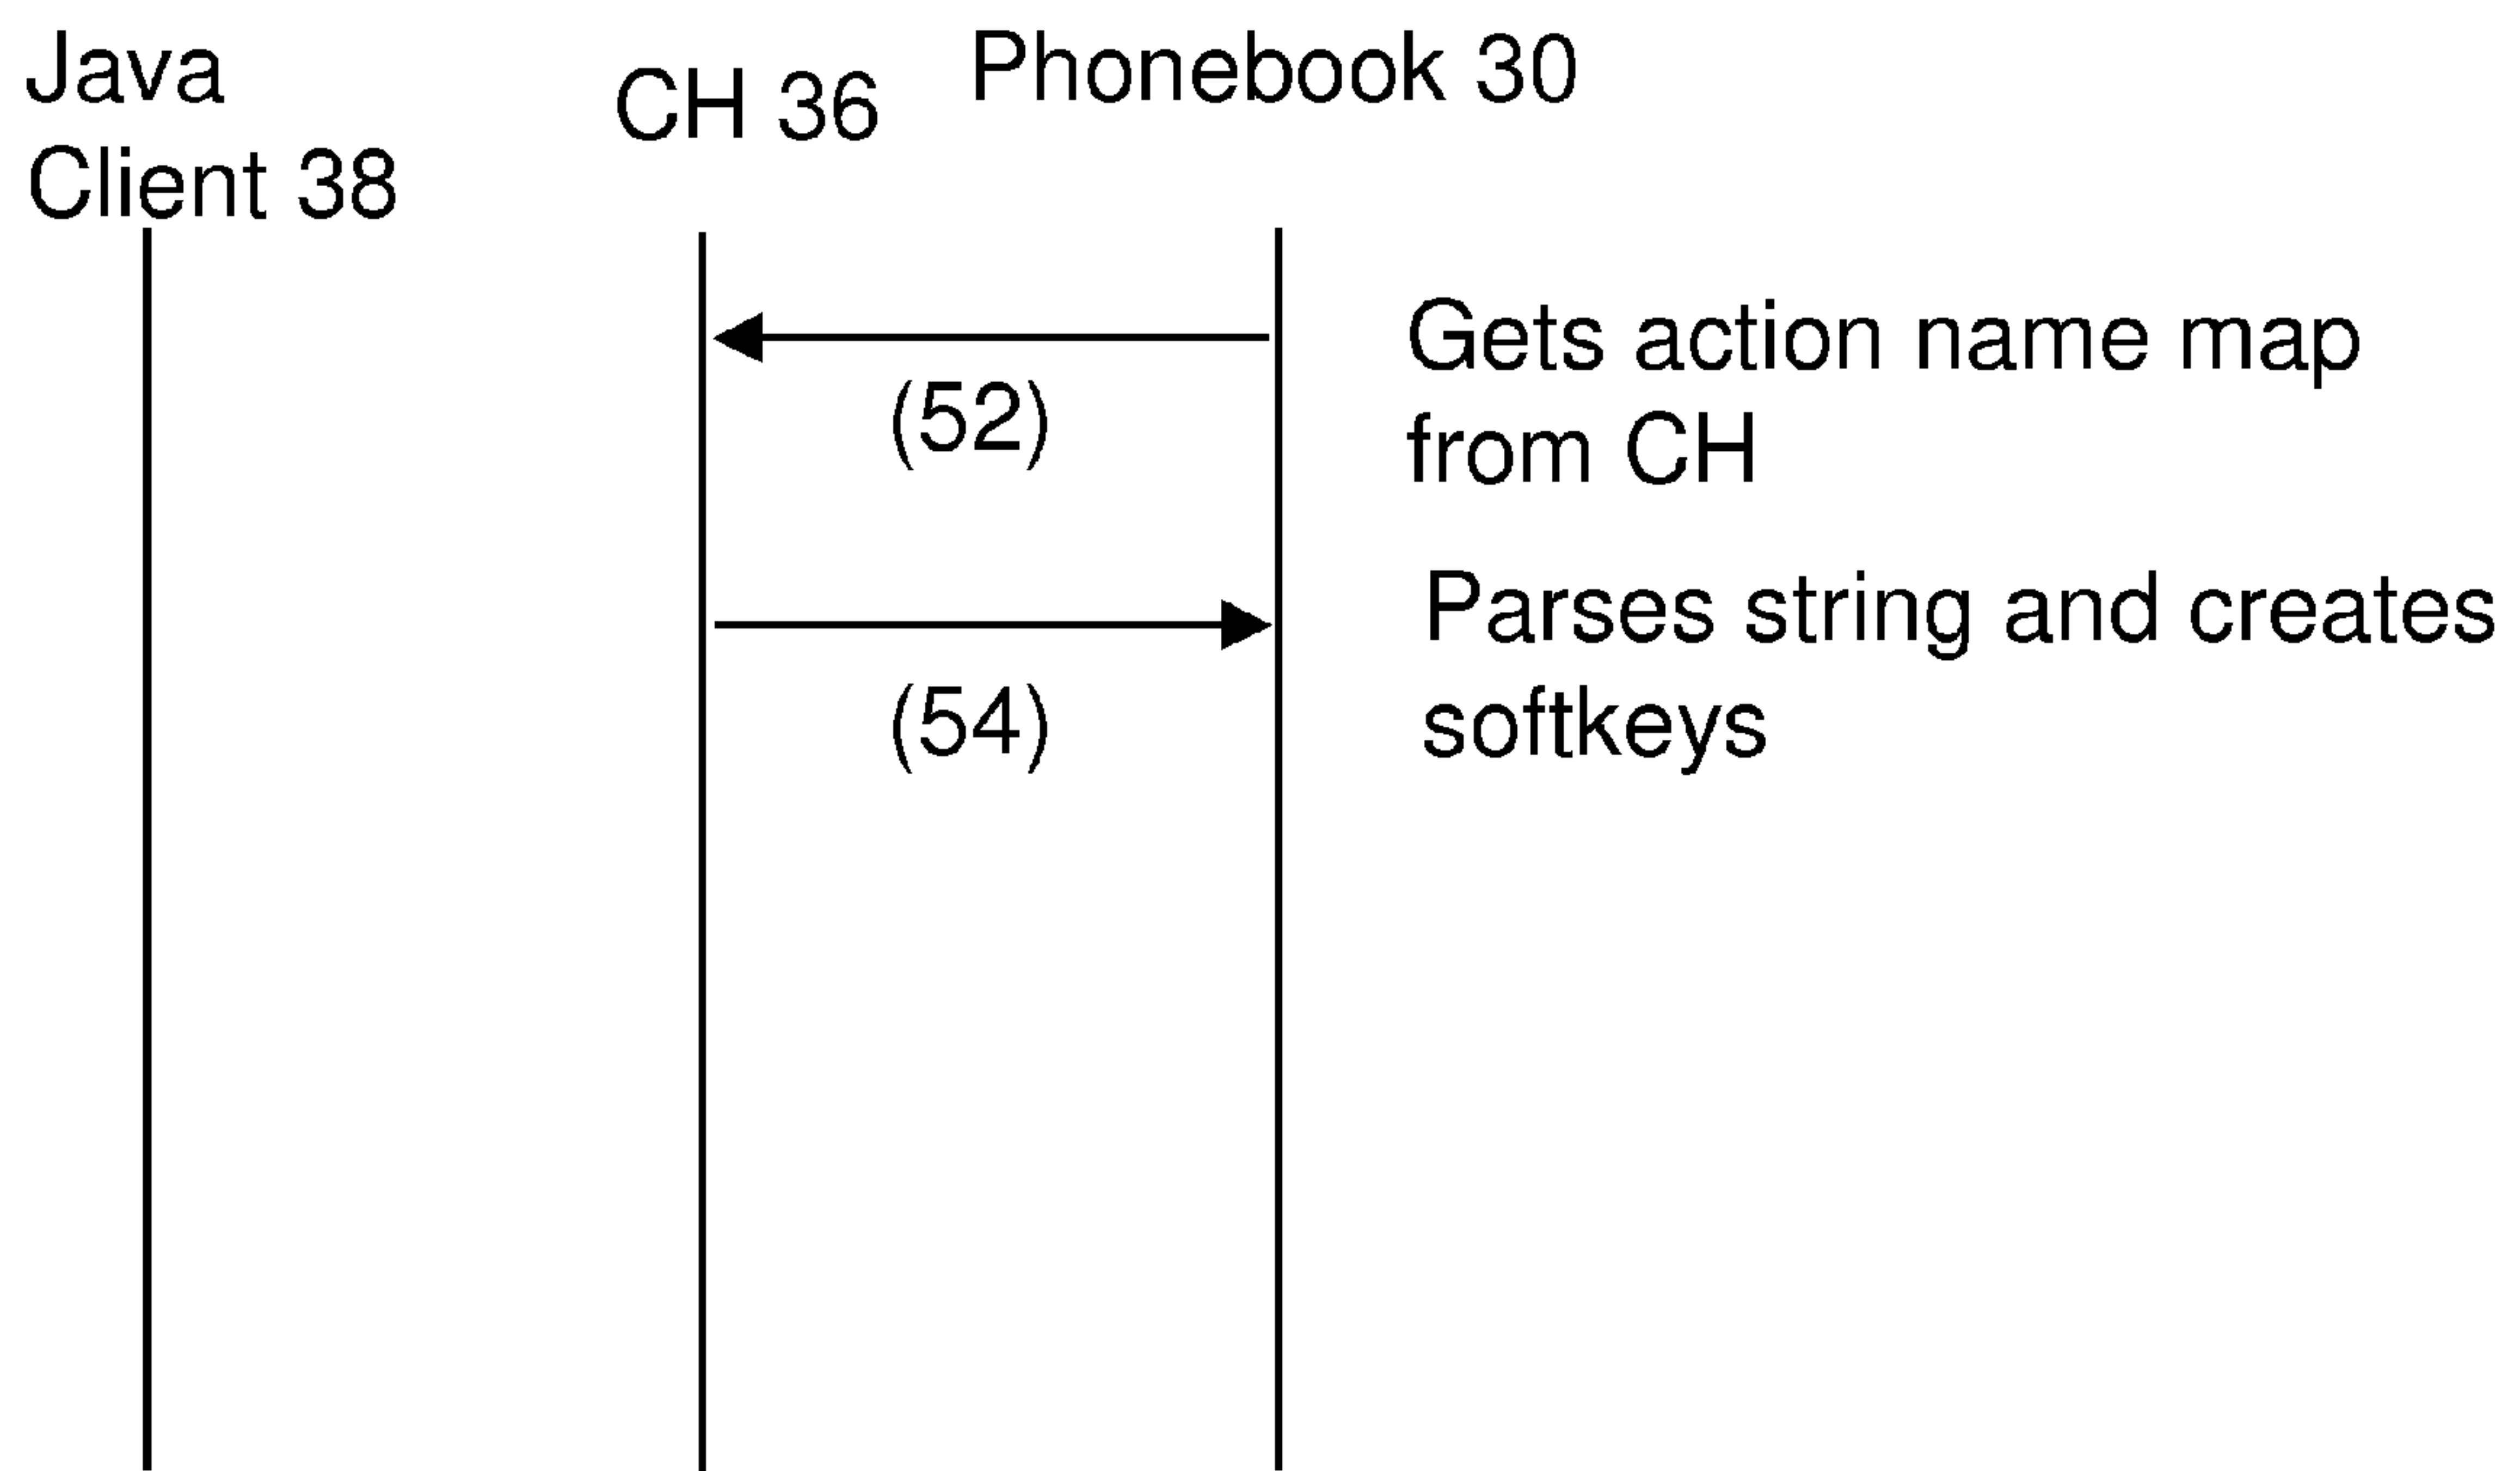 Java
Client 38
CH 36
Phonebook 30
Gets action name map
from CH
(52)
Parses string and creates
softkeys
(54)